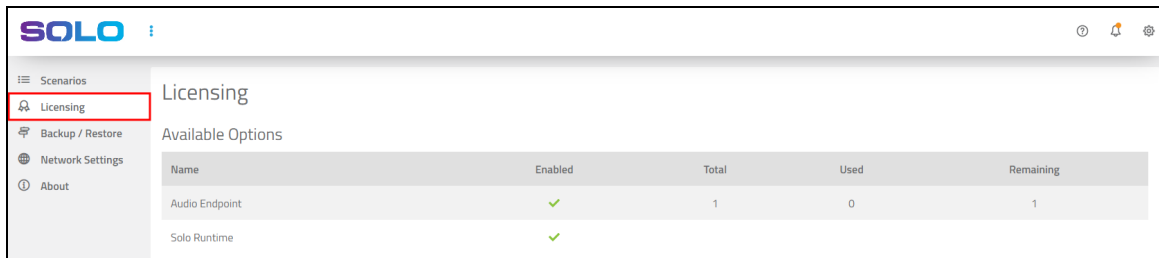 SOLO
Scenarios
Licensing
Backup / Restore
Network Settings
About
Licensing
Available Options
Name Enabled Total Used Remaining
Audio Endpoint 1 0 1
Solo Runtime